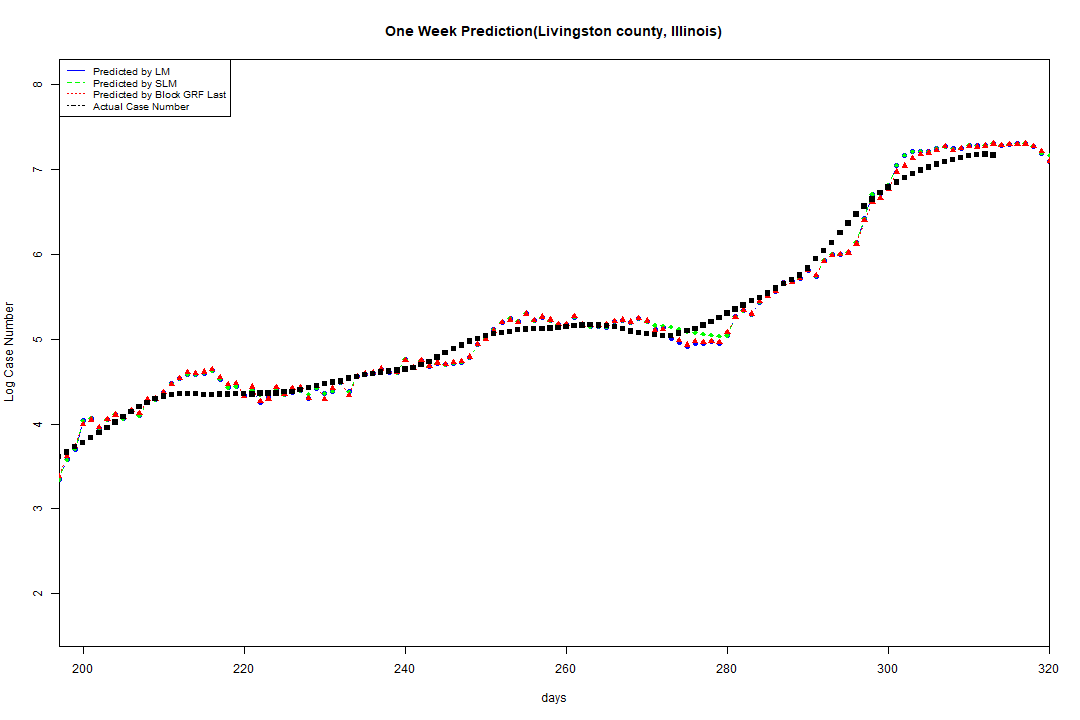 One Week Prediction(Livingston county, Illinois)
Predicted by LM
Predicted by SLM
Predicted by Block GRF Last
Actual Case Number
8
7
6
5
4
3
2
Log Case Number
200 220 240 260 280 300 320
days